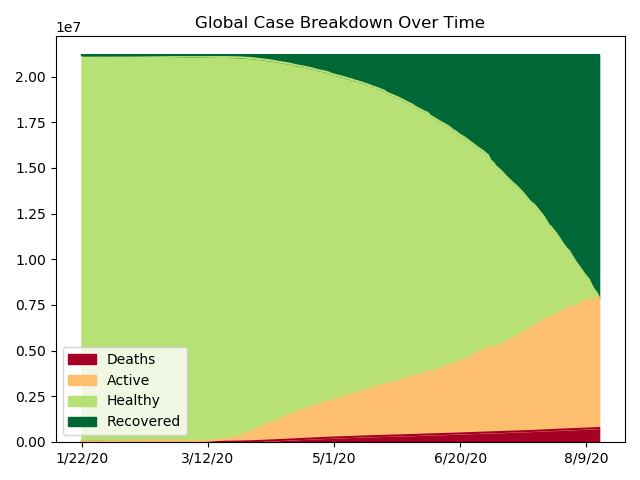 Global Case Breakdown Over Time
1e7
2.00
1.75
1.50
1.25
1.00
0.75
0.50
0.25
0.00
Deaths
Active
Healthy
Recovered
1/22/20 3/12/20 5/1/20 6/20/20 8/9/20